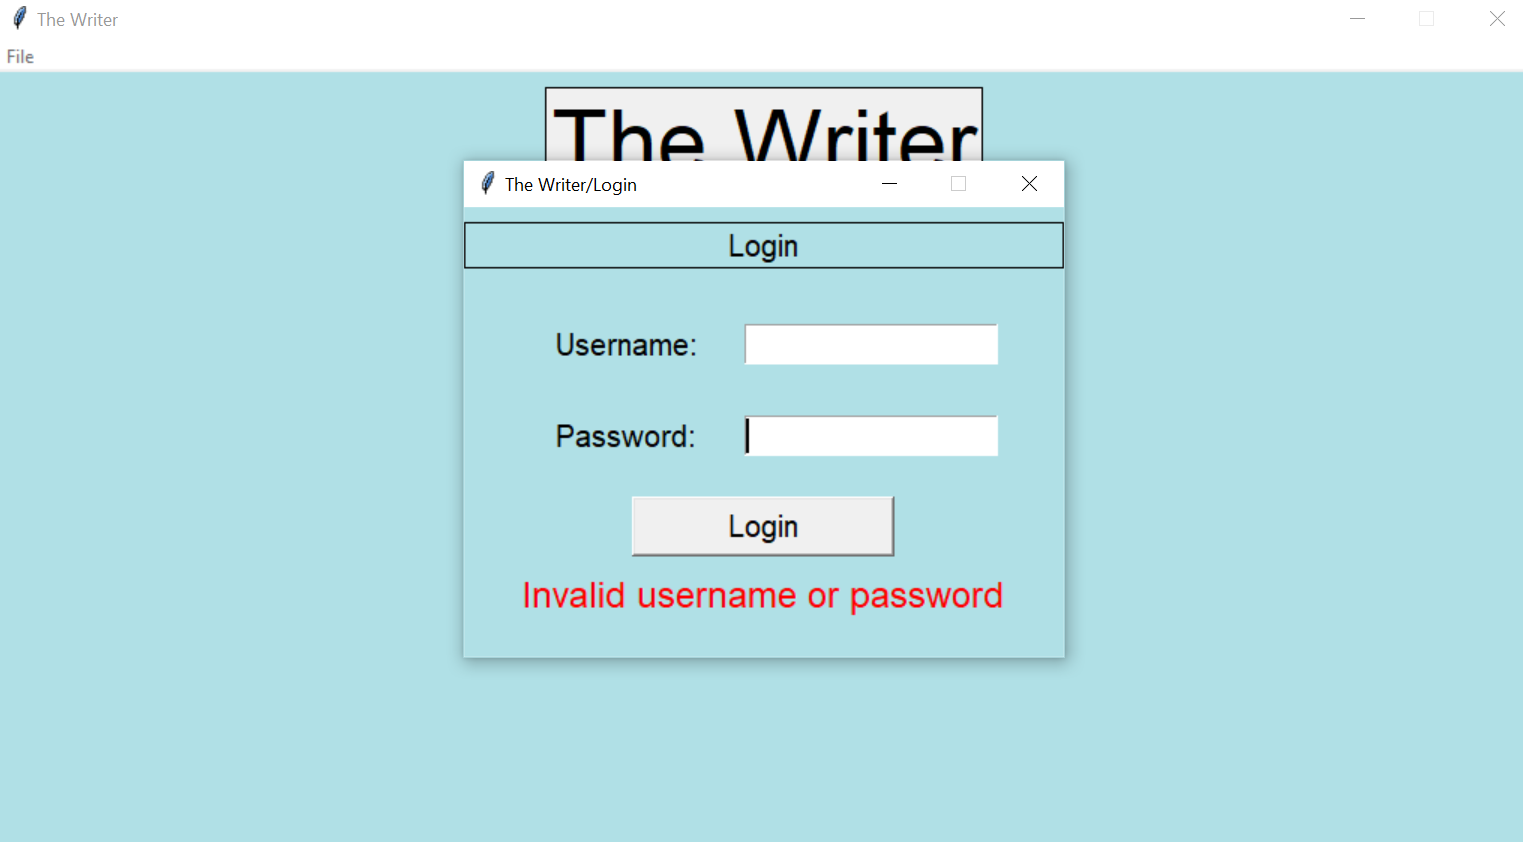 The Writer
File
The Writer
The Writer/Login
Login
Username:
Password:
Login
Invalid username or password